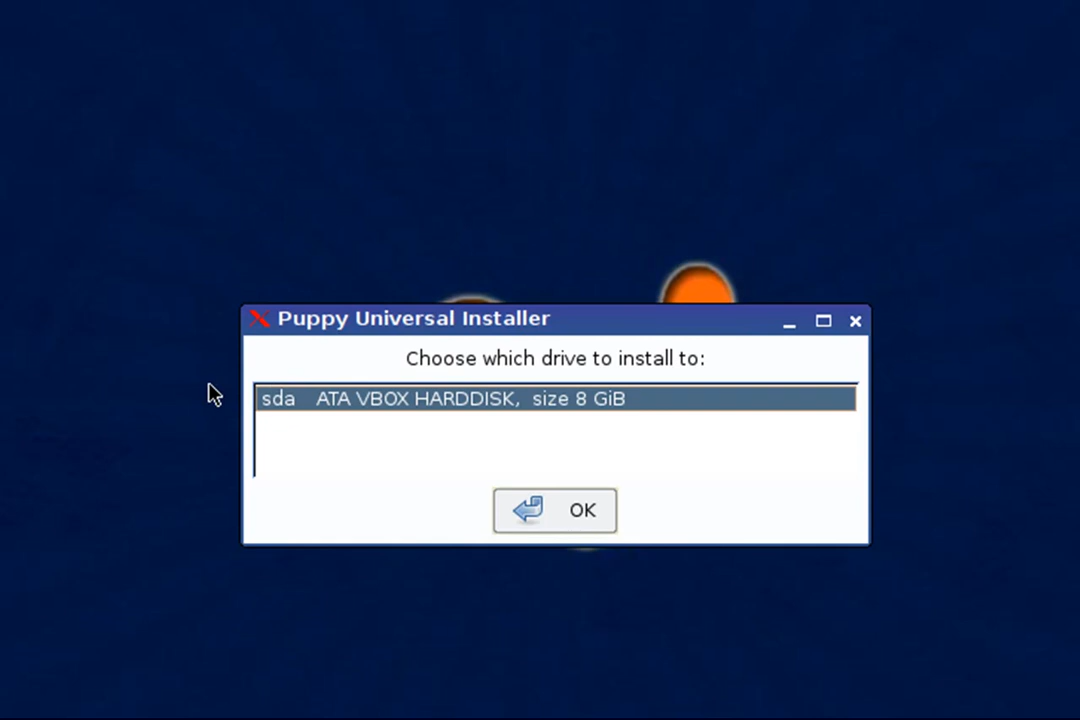 Puppy Universal Installer
Choose which drive to install to:
sda ATA VBOX HARDDISK, size 8 GiB
OK